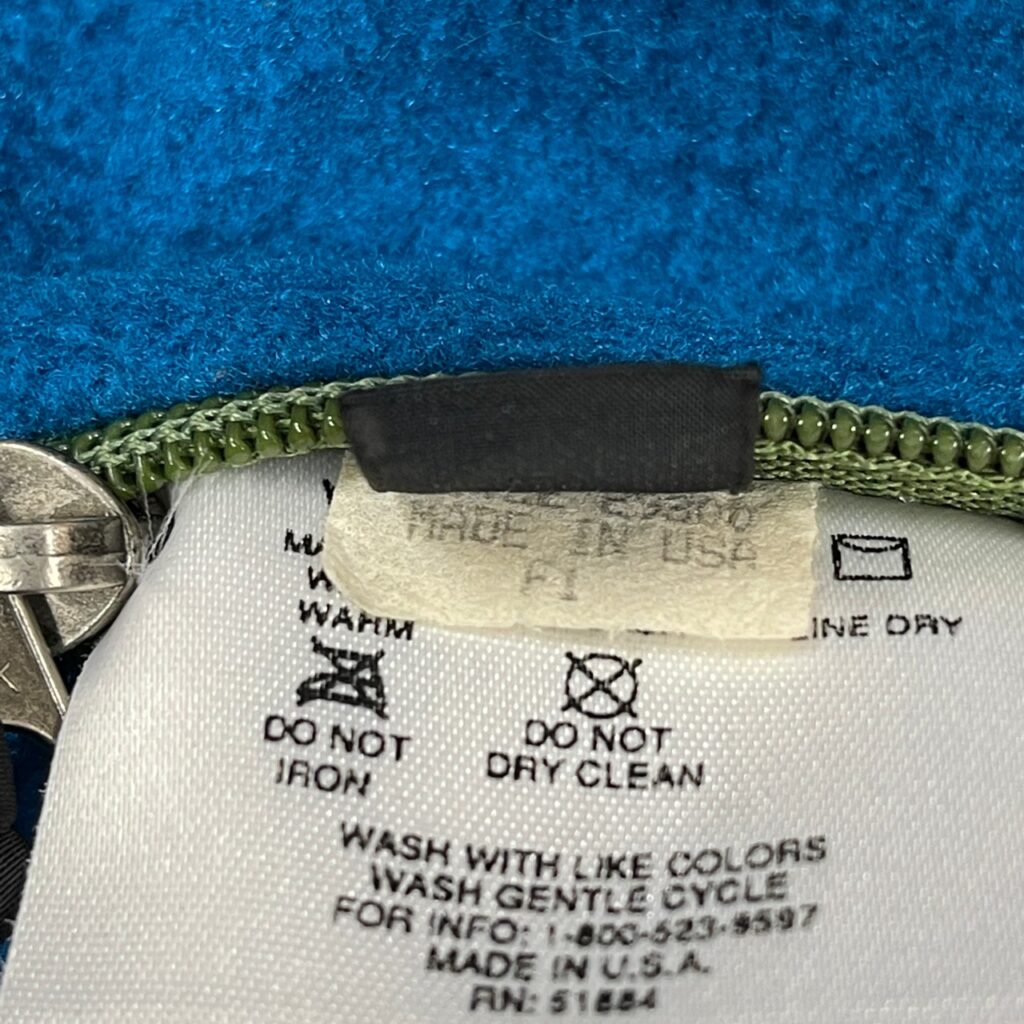 MADE IN USA
WARM
LINE DRY
DO NOT
IRON
DO NOT
DRY CLEAN
WASH WITH LIKE COLORS
WASH GENTLE CYCLE
FOR INFO: 1-800-523-9597
MADE IN U.S.A.
RN: 51884